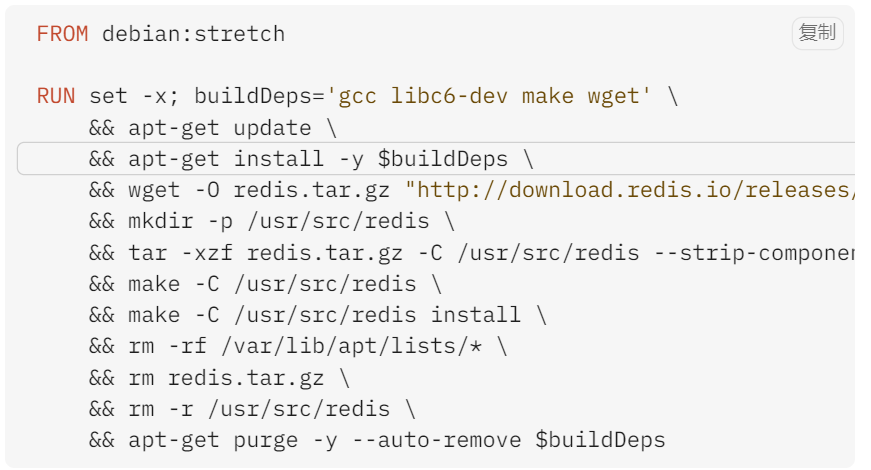 FROM debian:stretch
复制
RUN set -x; buildDeps='gcc libc6-dev make wget' \
&& apt-get update \
&& apt-get install -y $buildDeps \
&& wget -O redis.tar.gz "http://download.redis.io/releases/
&& mkdir -p /usr/src/redis \
&& tar -xzf redis.tar.gz -C /usr/src/redis --strip-componen
&& make -C /usr/src/redis \
&& make -C /usr/src/redis install \
&& rm -rf /var/lib/apt/lists/* \
&& rm redis.tar.gz \
&& rm -r /usr/src/redis \
&& apt-get purge -y --auto-remove $buildDeps